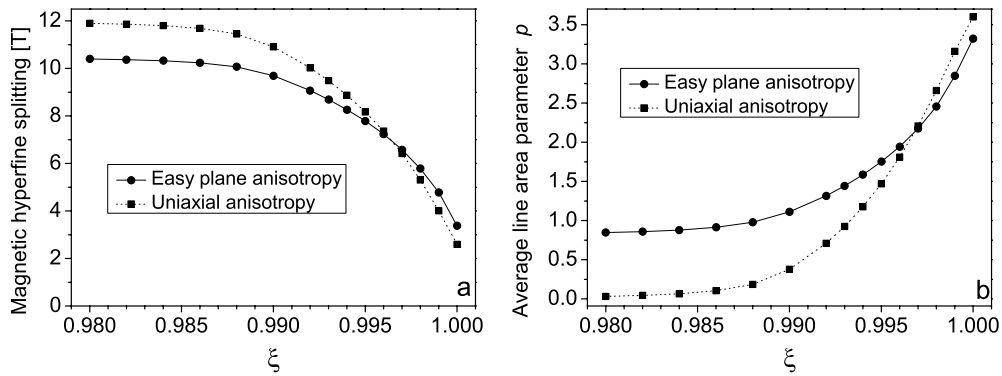 Magnetic hyperfine splitting [T]
12
10
8
6
4
2
0
Easy plane anisotropy
Uniaxial anisotropy
a
0.980 0.985 0.990 0.995 1.000
ξ
Average line area parameter p
3.5
3.0
2.5
2.0
1.5
1.0
0.5
0.0
Easy plane anisotropy
Uniaxial anisotropy
b
0.980 0.985 0.990 0.995 1.000
ξ